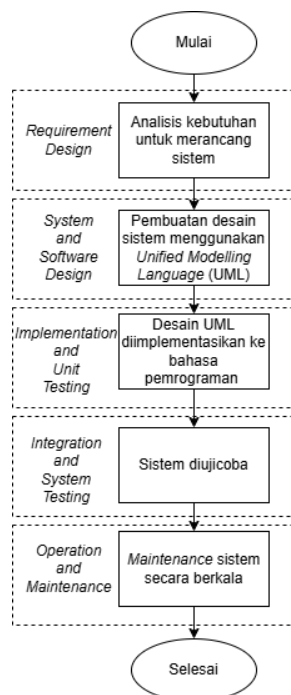 Mulai
Requirement
Design
Analisis kebutuhan
untuk merancang
sistem
System
and
Software
Design
Pembuatan desain
sistem menggunakan
Unified Modelling
Language (UML)
Implementation
and
Unit
Testing
Desain UML
diimplementasikan ke
bahasa
pemrograman
Integration
and
System
Testing
Sistem diujicoba
Operation
and
Maintenance
Maintenance sistem
secara berkala
Selesai